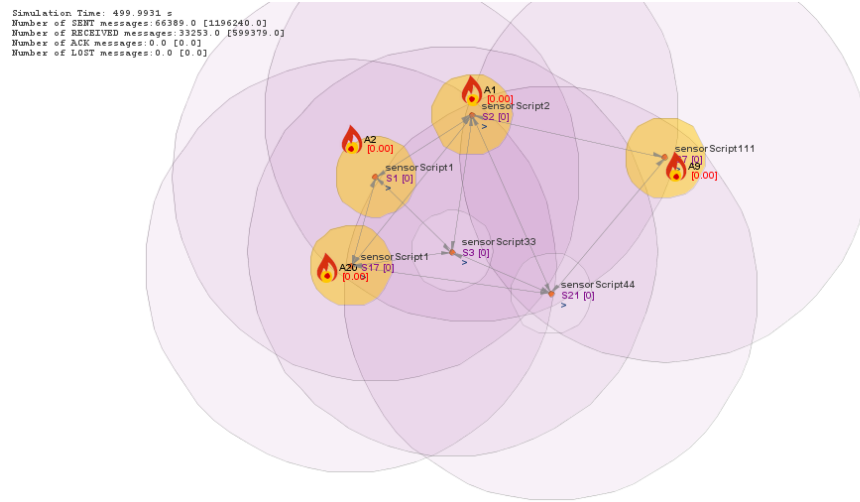 Simulation Time: 499.9931 s
Number of SENT messages:66389.0 [1196240.0]
Number of RECEIVED messages:33253.0 [599379.0]
Number of ACK messages:0.0 [0.0]
Number of LOST messages:0.0 [0.0]
A1
[0.00]
sensorScript2
S2 [0]
>
A2
[0.00]
sensorScript111
7 [0]
A9
[0.00]
sensorScript1
S1 [0]
>
sensorScript33
S3 [0]
>
sensorScript1
A20 S17 [0]
[0.00]
sensorScript44
S21 [0]
>